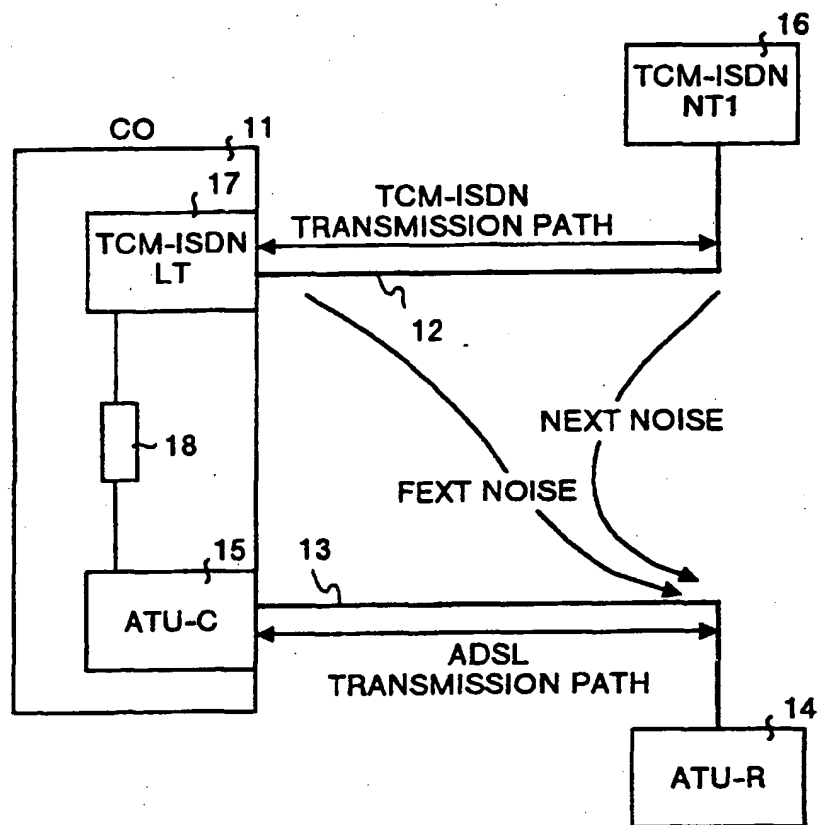 16
TCM-ISDN
NT1
CO
11
17
TCM-ISDN
LT
TCM-ISDN
TRANSMISSION PATH
12
NEXT NOISE
18
FEXT NOISE
15
13
ATU-C
ADSL
TRANSMISSION PATH
14
ATU-R